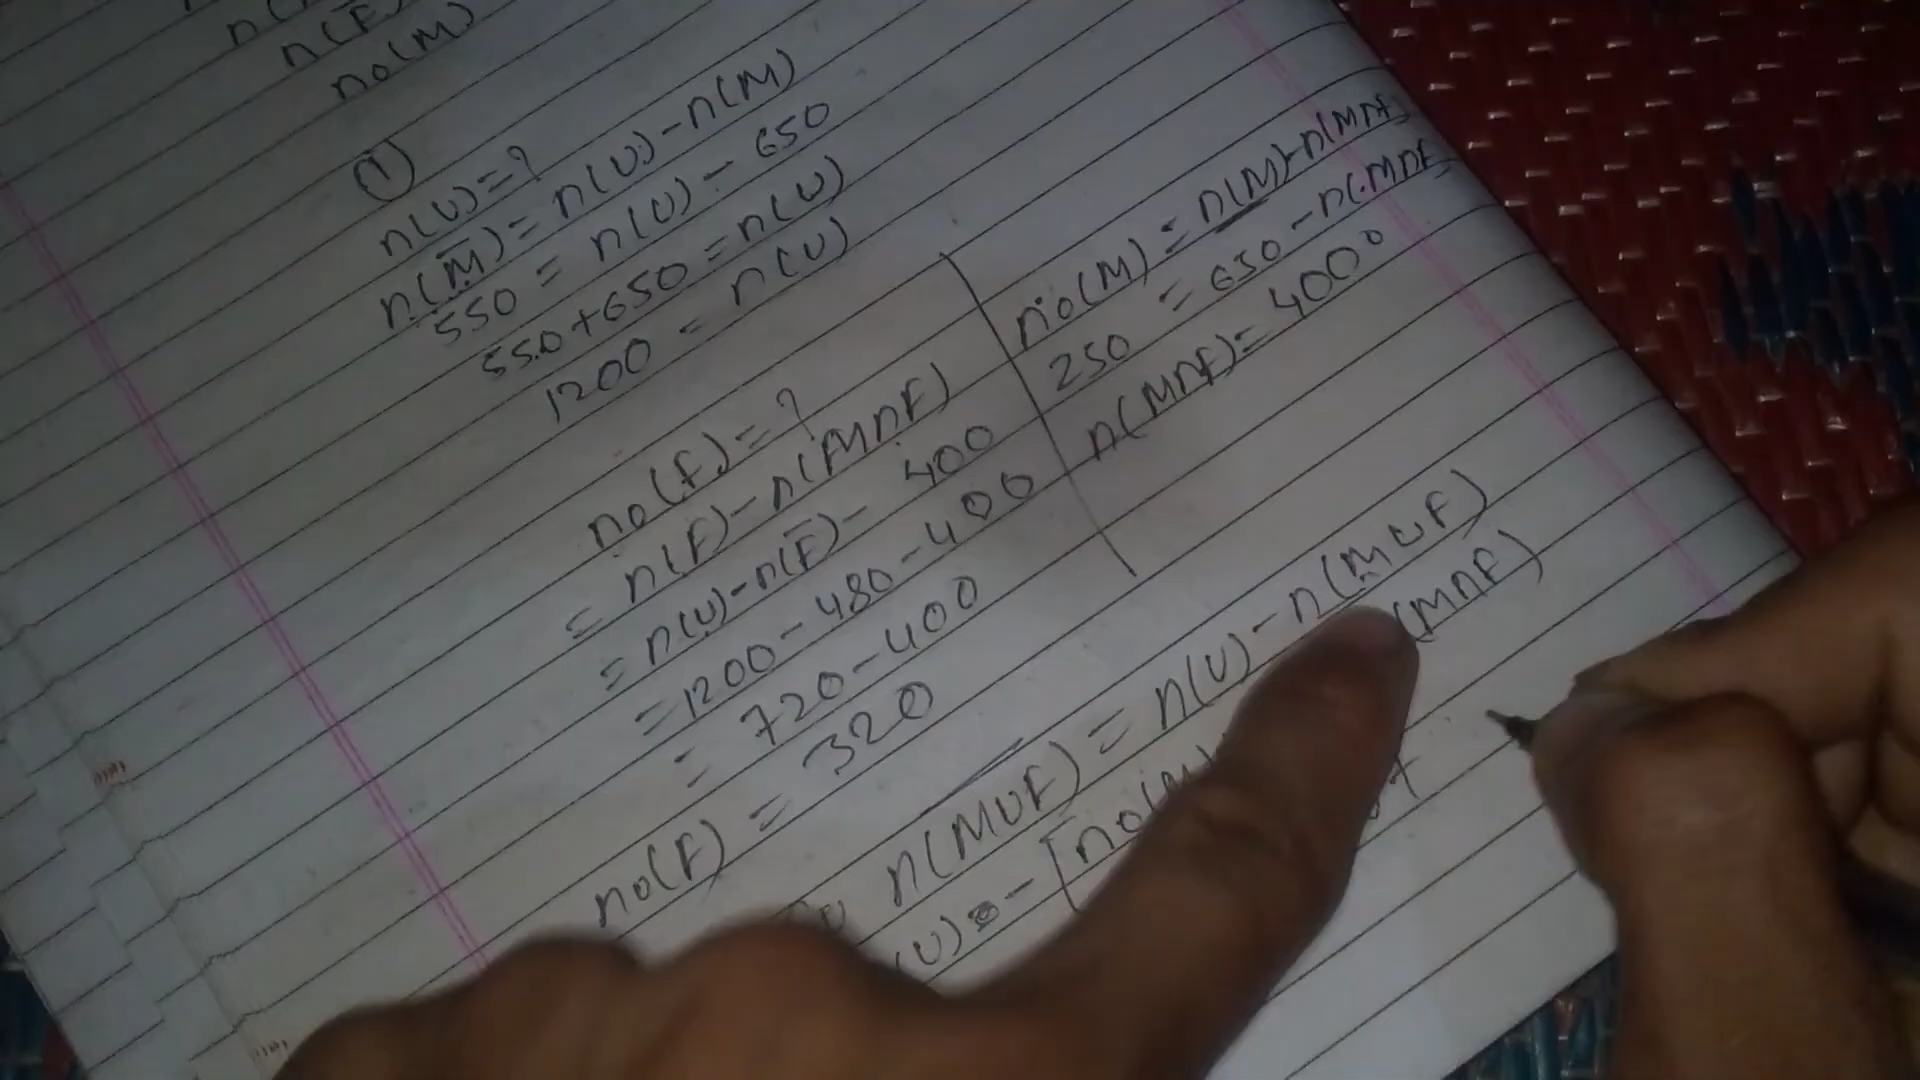 n(F)
no(M)
①
n(U)=?
n(M̅)=n(U)-n(M)
550 = n(U) - 650
550+650=n(U)
1200 = n(U)
no(M) = n(M)-n(M∩F
250 = 650-n(M∩F
n(M∩F)=400
no(F)=?
= n(F)-n(M∩F)
= n(U)-n(F̅)- 400
=1200-480-400
= 720-400
no(F) = 320
n(M∪F) = n(U)-n(M∪F)
(U) - [no(M) (M∩F)